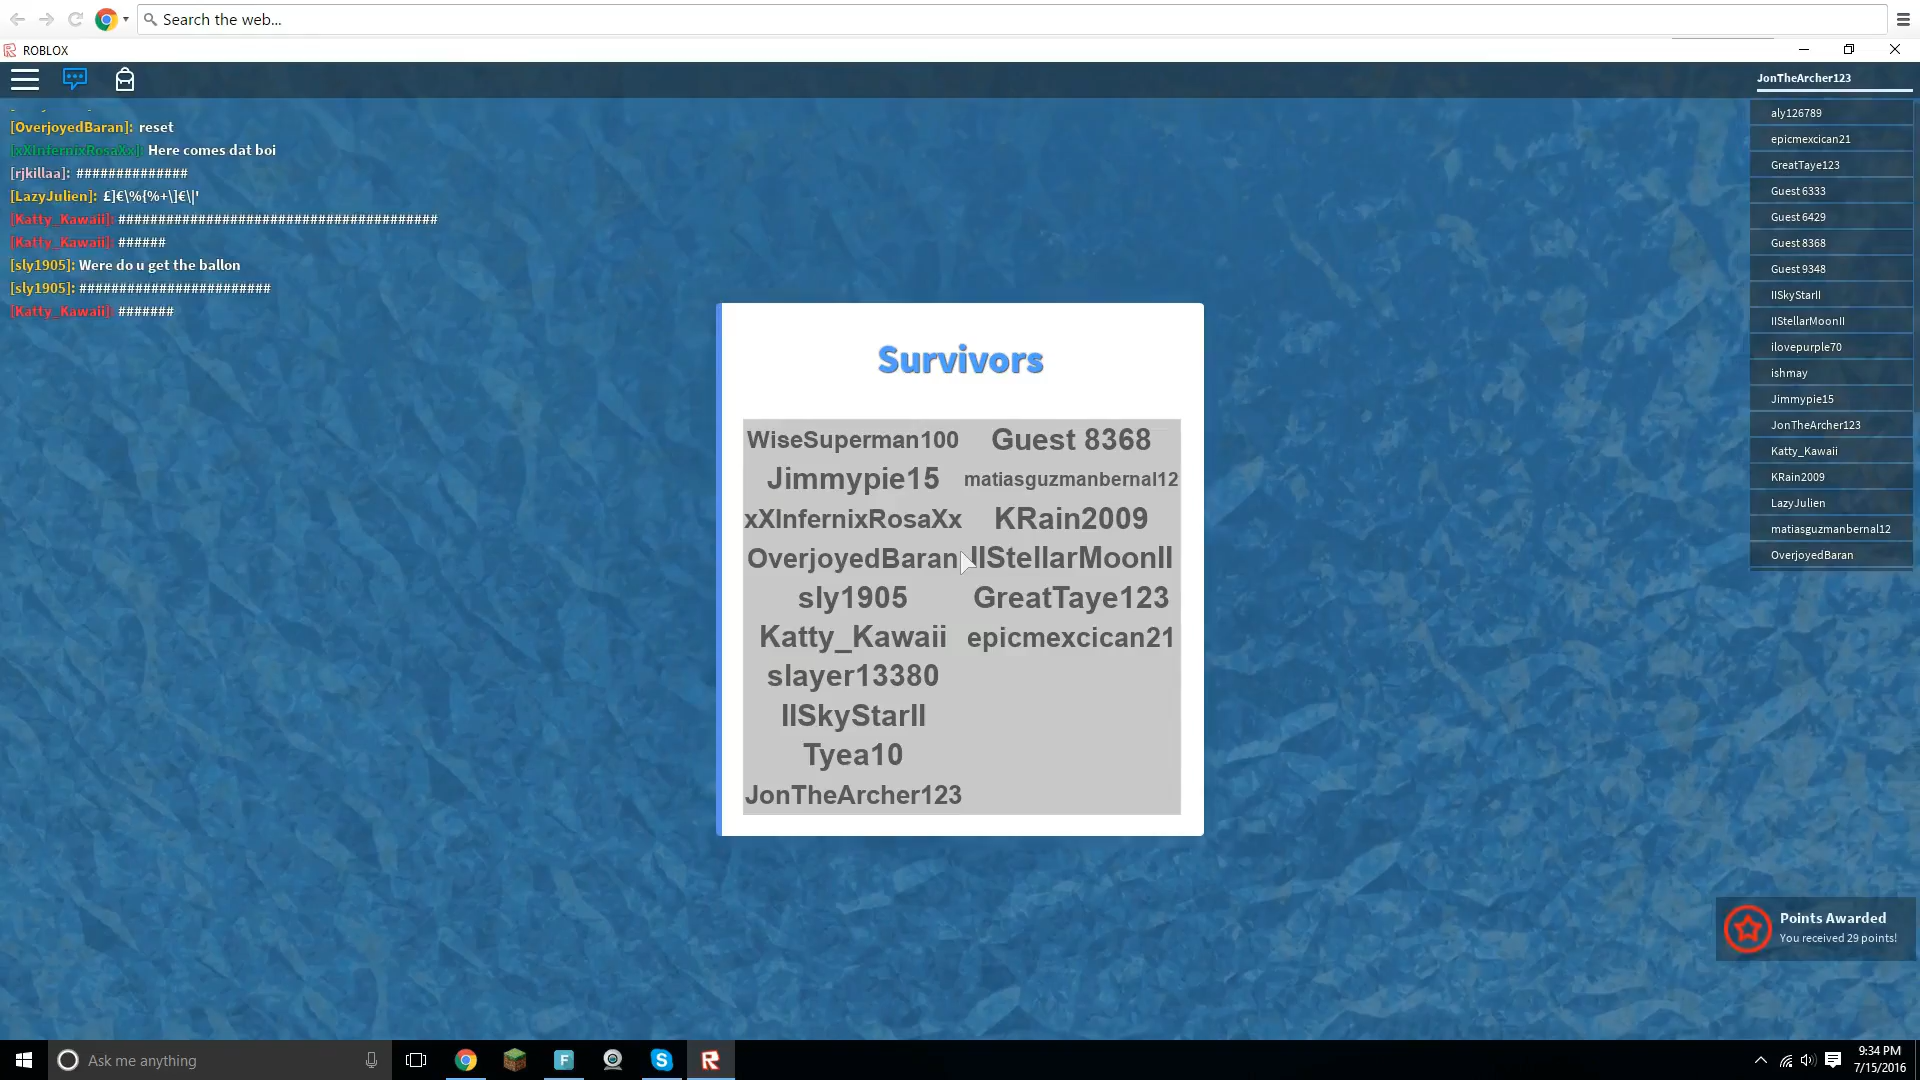 Search the web...
ROBLOX
JonTheArcher123
[OverjoyedBaran]: reset
[xXInfernixRosaXx]: Here comes dat boi
[rjkillaa]: ##############
[LazyJulien]: £]€\%{%+\]€\|'
[Katty_Kawaii]: ########################################
[Katty_Kawaii]: ######
[sly1905]: Were do u get the ballon
[sly1905]: ########################
[Katty_Kawaii]: #######
aly126789
epicmexcican21
GreatTaye123
Guest 6333
Guest 6429
Guest 8368
Guest 9348
IISkyStarII
IIStellarMoonII
ilovepurple70
ishmay
Jimmypie15
JonTheArcher123
Katty_Kawaii
KRain2009
LazyJulien
matiasguzmanbernal12
OverjoyedBaran
Survivors
WiseSuperman100 Guest 8368
Jimmypie15 matiasguzmanbernal12
xXInfernixRosaXx KRain2009
OverjoyedBaran IIStellarMoonII
sly1905 GreatTaye123
Katty_Kawaii epicmexcican21
slayer13380
IISkyStarII
Tyea10
JonTheArcher123
Points Awarded
You received 29 points!
Ask me anything
9:34 PM
7/15/2016